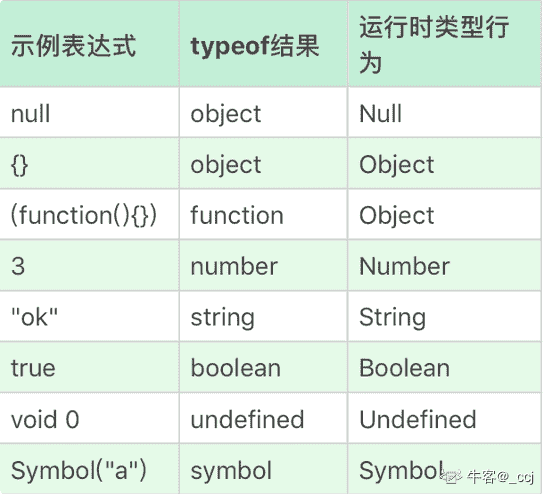 示例表达式 typeof结果 运行时类型行为
null object Null
{} object Object
(function(){}) function Object
3 number Number
"ok" string String
true boolean Boolean
void 0 undefined Undefined
Symbol("a") symbol Symbol
牛客@_ccj